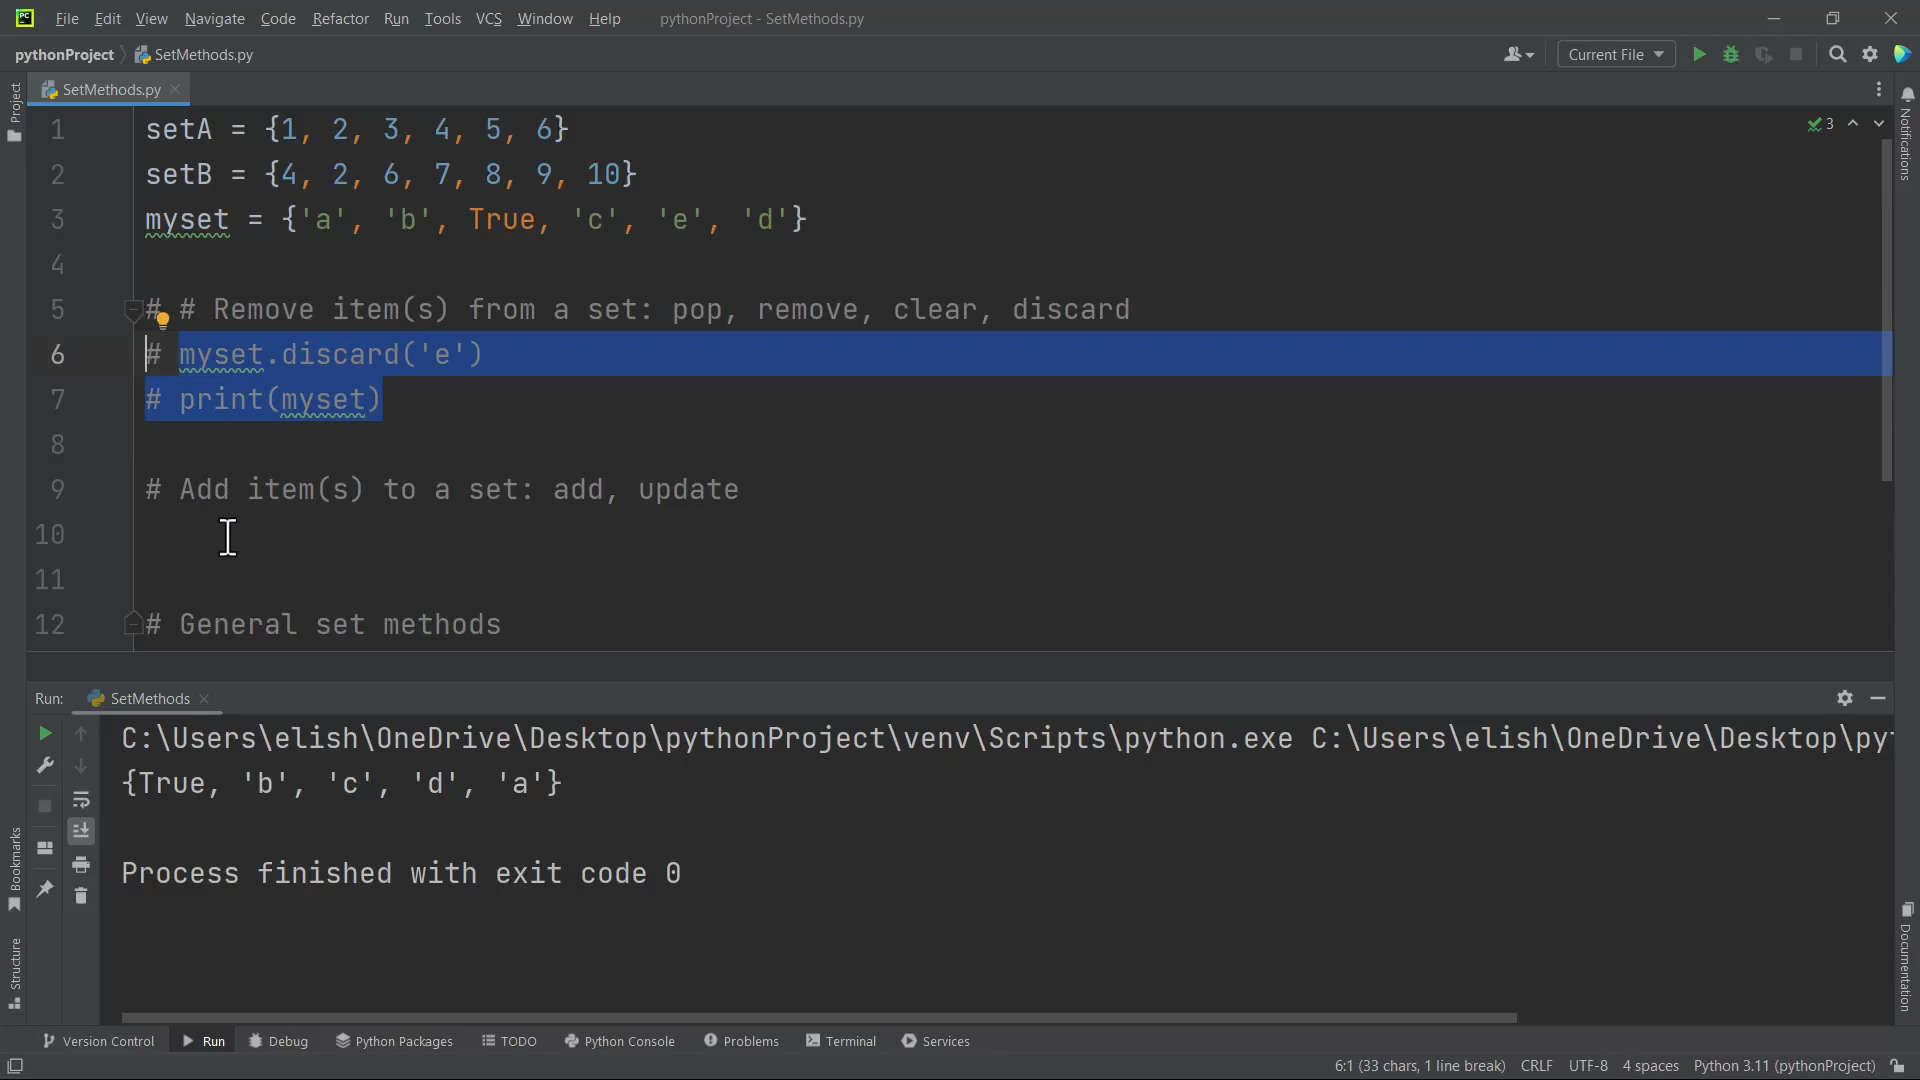 File Edit View Navigate Code Refactor Run Tools VCS Window Help pythonProject - SetMethods.py
pythonProject SetMethods.py Current File
SetMethods.py
Project
Notifications
3
1 setA = {1, 2, 3, 4, 5, 6}
2 setB = {4, 2, 6, 7, 8, 9, 10}
3 myset = {'a', 'b', True, 'c', 'e', 'd'}
4
5 # # Remove item(s) from a set: pop, remove, clear, discard
6 # myset.discard('e')
7 # print(myset)
8
9 # Add item(s) to a set: add, update
10
11
12 # General set methods
Run: SetMethods
C:\Users\elish\OneDrive\Desktop\pythonProject\venv\Scripts\python.exe C:\Users\elish\OneDrive\Desktop\py
{True, 'b', 'c', 'd', 'a'}
Process finished with exit code 0
Bookmarks
Structure
Documentation
Version Control Run Debug Python Packages TODO Python Console Problems Terminal Services
6:1 (33 chars, 1 line break) CRLF UTF-8 4 spaces Python 3.11 (pythonProject)